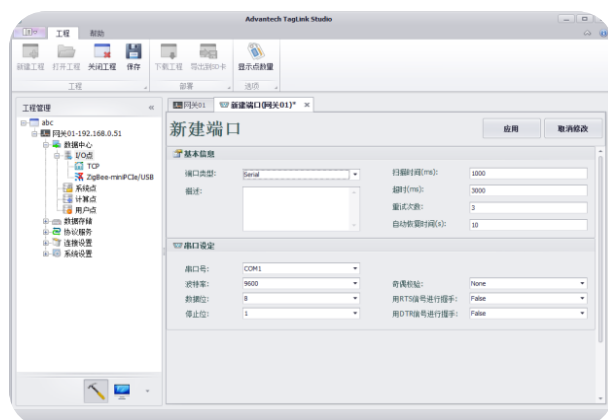 Advantech TagLink Studio
工程 帮助
新建工程 打开工程 关闭工程 保存 下载工程 导出到SD卡 显示点数量
工程 部署 选项
工程管理
网关01 新建端口(网关01)*
abc
网关01-192.168.0.51
数据中心
I/O点
TCP
ZigBee-miniPCIe/USB
系统点
计算点
用户点
数据存储
协议服务
连接设置
系统设置
新建端口
应用 取消修改
基本信息
端口类型: Serial 扫描时间(ms): 1000
描述: 超时(ms): 3000
重试次数: 3
自动恢复时间(s): 10
串口设定
串口号: COM1
波特率: 9600 奇偶校验: None
数据位: 8 用RTS信号进行握手: False
停止位: 1 用DTR信号进行握手: False